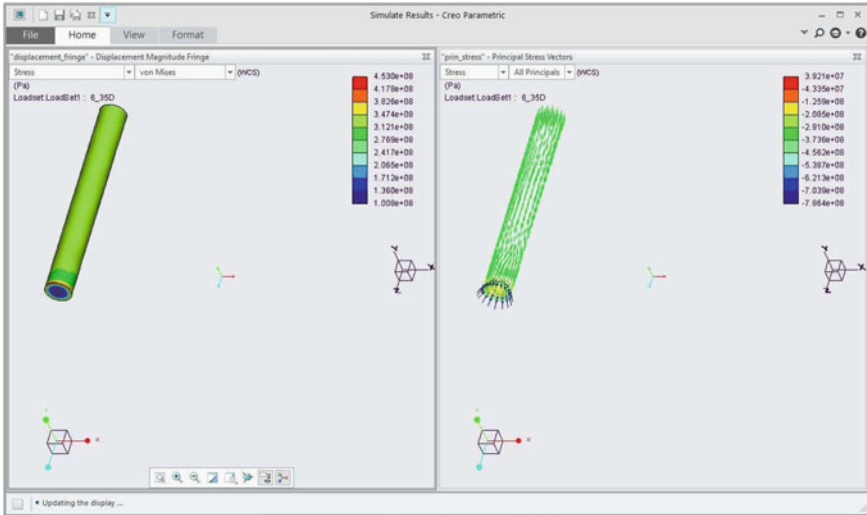 Simulate Results - Creo Parametric
File Home View Format
"displacement_fringe" - Displacement Magnitude Fringe
Stress von Mises (WCS)
(Pa)
Loadset:LoadSet1 : 6_35D
4.530e+08
4.178e+08
3.826e+08
3.474e+08
3.121e+08
2.769e+08
2.417e+08
2.065e+08
1.712e+08
1.360e+08
1.008e+08
Y
X
Z
X
"prin_stress" - Principal Stress Vectors
Stress All Principals (WCS)
(Pa)
Loadset:LoadSet1 : 6_35D
3.921e+07
-4.335e+07
-1.259e+08
-2.085e+08
-2.910e+08
-3.736e+08
-4.562e+08
-5.387e+08
-6.213e+08
-7.039e+08
-7.864e+08
Y
X
Z
Updating the display ...